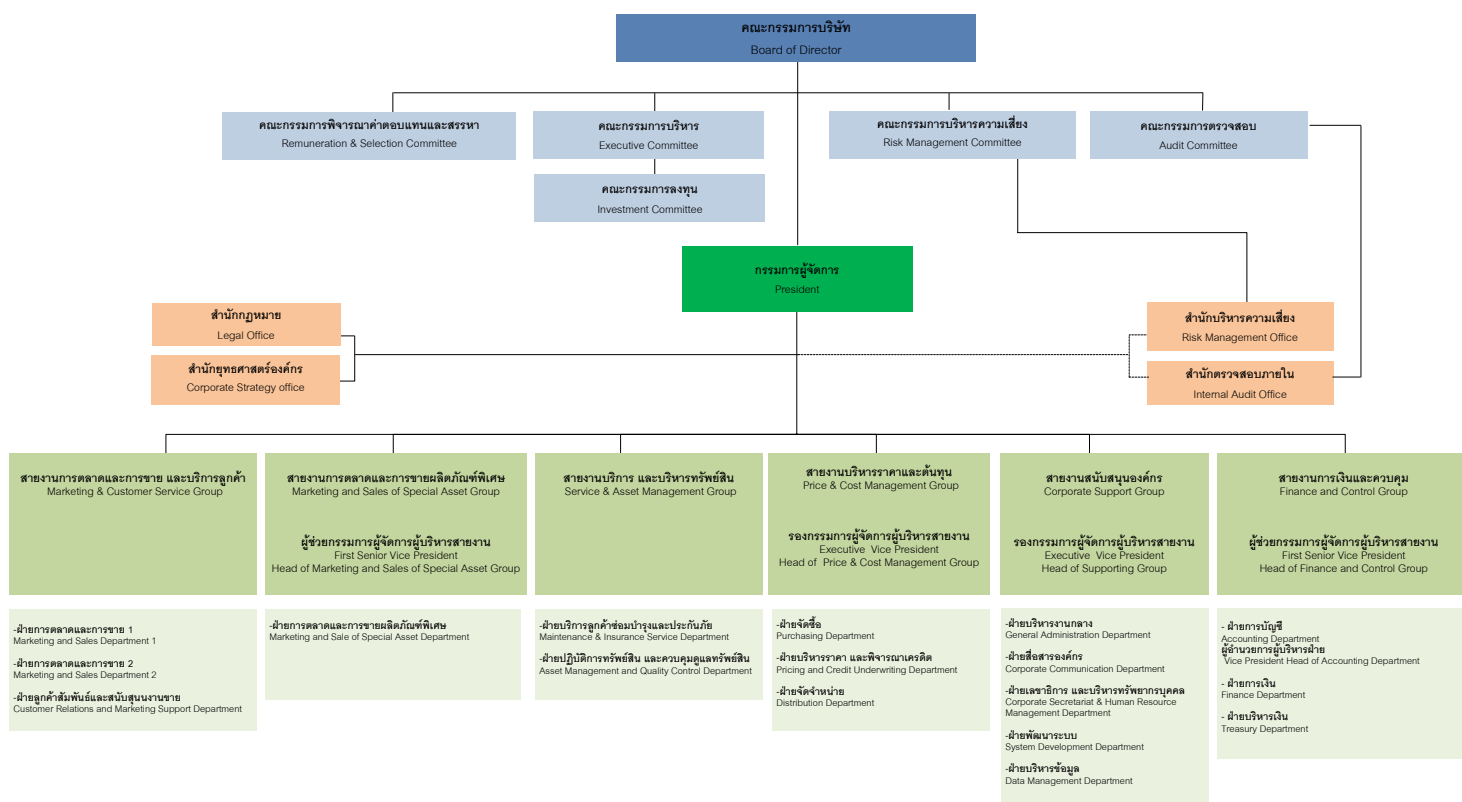 คณะกรรมการบริษัท
Board of Director
คณะกรรมการพิจารณาค่าตอบแทนและสรรหา
Remuneration & Selection Committee
คณะกรรมการบริหาร
Executive Committee
คณะกรรมการบริหารความเสี่ยง
Risk Management Committee
คณะกรรมการตรวจสอบ
Audit Committee
คณะกรรมการลงทุน
Investment Committee
กรรมการผู้จัดการ
President
สำนักกฎหมาย
Legal Office
สำนักยุทธศาสตร์องค์กร
Corporate Strategy office
สำนักบริหารความเสี่ยง
Risk Management Office
สำนักตรวจสอบภายใน
Internal Audit Office
สายงานการตลาดและการขาย และบริการลูกค้า
Marketing & Customer Service Group
สายงานการตลาดและการขายผลิตภัณฑ์พิเศษ
Marketing and Sales of Special Asset Group
ผู้ช่วยกรรมการผู้จัดการผู้บริหารสายงาน
First Senior Vice President
Head of Marketing and Sales of Special Asset Group
สายงานบริการ และบริหารทรัพย์สิน
Service & Asset Management Group
สายงานบริหารราคาและต้นทุน
Price & Cost Management Group
รองกรรมการผู้จัดการผู้บริหารสายงาน
Executive Vice President
Head of Price & Cost Management Group
สายงานสนับสนุนองค์กร
Corporate Support Group
รองกรรมการผู้จัดการผู้บริหารสายงาน
Executive Vice President
Head of Supporting Group
สายงานการเงินและควบคุม
Finance and Control Group
ผู้ช่วยกรรมการผู้จัดการผู้บริหารสายงาน
First Senior Vice President
Head of Finance and Control Group
-ฝ่ายการตลาดและการขาย 1
Marketing and Sales Department 1
-ฝ่ายการตลาดและการขาย 2
Marketing and Sales Department 2
-ฝ่ายลูกค้าสัมพันธ์และสนับสนุนงานขาย
Customer Relations and Marketing Support Department
-ฝ่ายการตลาดและการขายผลิตภัณฑ์พิเศษ
Marketing and Sale of Special Asset Department
-ฝ่ายบริการลูกค้าซ่อมบำรุงและประกันภัย
Maintenance & Insurance Service Department
-ฝ่ายปฏิบัติการทรัพย์สิน และควบคุมดูแลทรัพย์สิน
Asset Management and Quality Control Department
-ฝ่ายจัดซื้อ
Purchasing Department
-ฝ่ายบริหารราคา และพิจารณาเครดิต
Pricing and Credit Underwriting Department
-ฝ่ายจัดจำหน่าย
Distribution Department
-ฝ่ายบริหารงานกลาง
General Administration Department
-ฝ่ายสื่อสารองค์กร
Corporate Communication Department
-ฝ่ายเลขาธิการ และบริหารทรัพยากรบุคคล
Corporate Secretariat & Human Resource
Management Department
-ฝ่ายพัฒนาระบบ
System Development Department
-ฝ่ายบริหารข้อมูล
Data Management Department
- ฝ่ายการบัญชี
Accounting Department
ผู้อำนวยการผู้บริหารฝ่าย
Vice President Head of Accounting Department
- ฝ่ายการเงิน
Finance Department
- ฝ่ายบริหารเงิน
Treasury Department